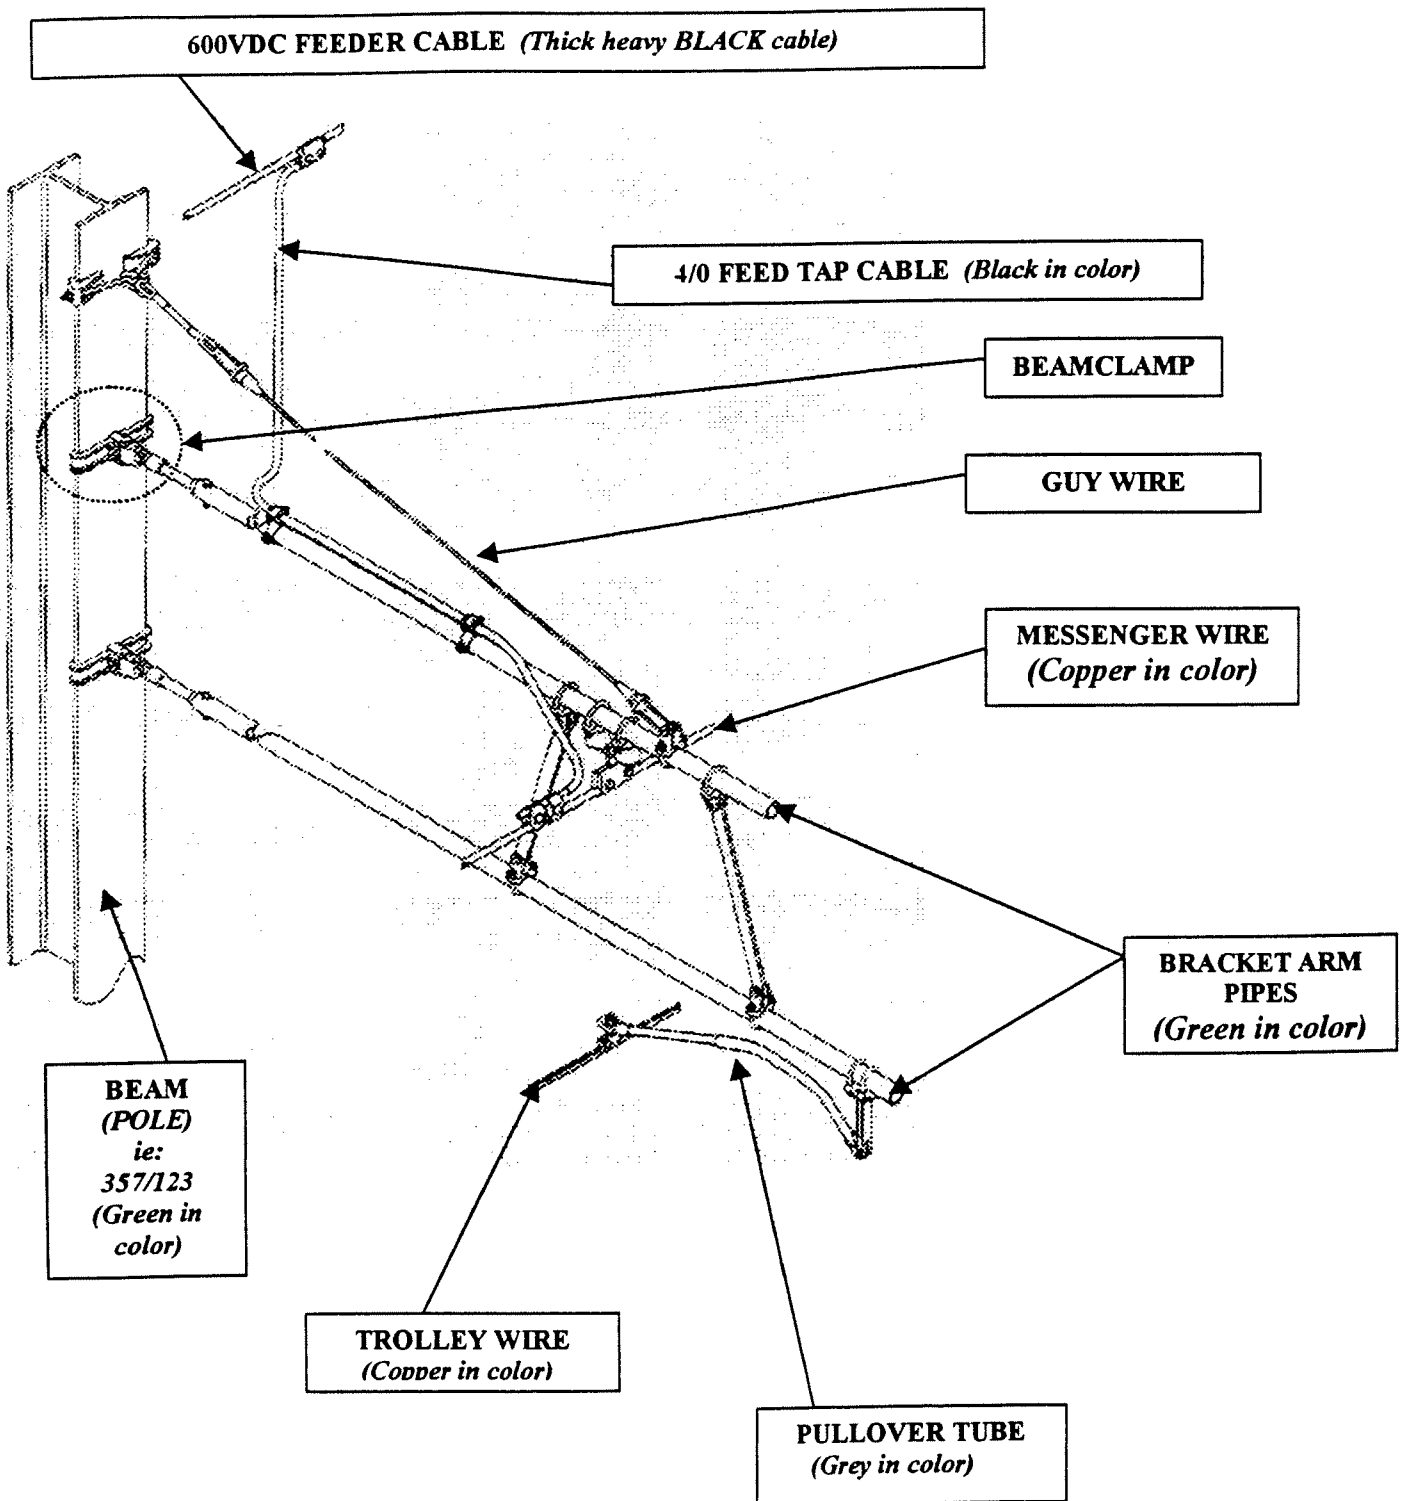 600VDC FEEDER CABLE (Thick heavy BLACK cable)
4/0 FEED TAP CABLE (Black in color)
BEAMCLAMP
GUY WIRE
MESSENGER WIRE
(Copper in color)
BRACKET ARM
PIPES
(Green in color)
BEAM
(POLE)
ie:
357/123
(Green in
color)
TROLLEY WIRE
(Copper in color)
PULLOVER TUBE
(Grey in color)